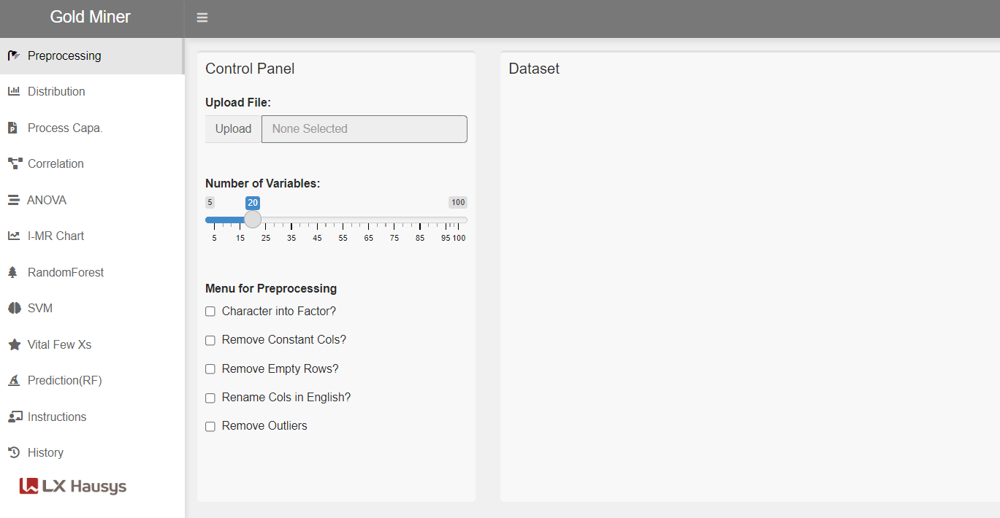 Gold Miner
Preprocessing
Distribution
Process Capa.
Correlation
ANOVA
I-MR Chart
RandomForest
SVM
Vital Few Xs
Prediction(RF)
Instructions
History
LX Hausys
Control Panel
Upload File:
Upload None Selected
Number of Variables:
5 20 100
5 15 25 35 45 55 65 75 85 95 100
Menu for Preprocessing
Character into Factor?
Remove Constant Cols?
Remove Empty Rows?
Rename Cols in English?
Remove Outliers
Dataset